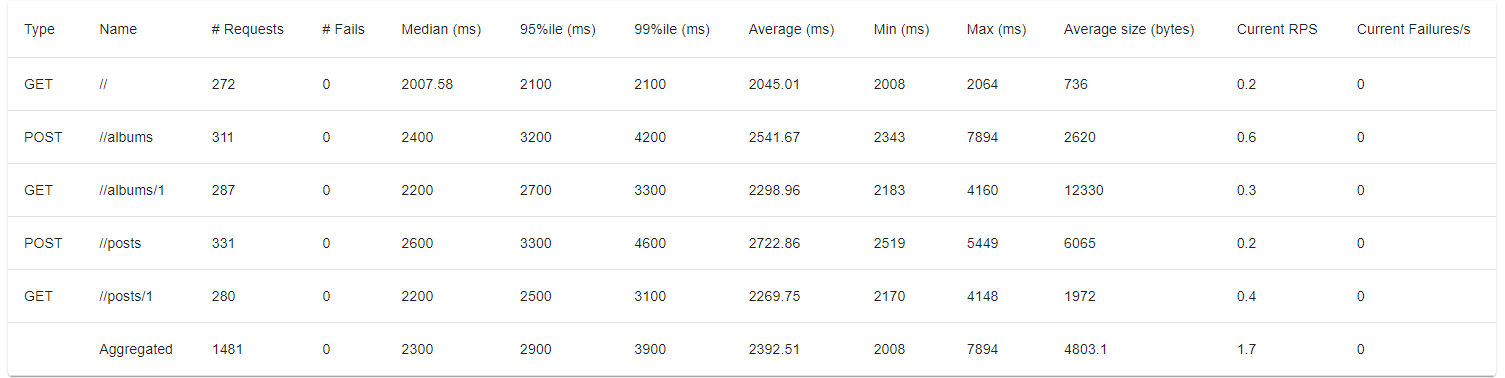 Type Name # Requests # Fails Median (ms) 95%ile (ms) 99%ile (ms) Average (ms) Min (ms) Max (ms) Average size (bytes) Current RPS Current Failures/s
GET // 272 0 2007.58 2100 2100 2045.01 2008 2064 736 0.2 0
POST //albums 311 0 2400 3200 4200 2541.67 2343 7894 2620 0.6 0
GET //albums/1 287 0 2200 2700 3300 2298.96 2183 4160 12330 0.3 0
POST //posts 331 0 2600 3300 4600 2722.86 2519 5449 6065 0.2 0
GET //posts/1 280 0 2200 2500 3100 2269.75 2170 4148 1972 0.4 0
Aggregated 1481 0 2300 2900 3900 2392.51 2008 7894 4803.1 1.7 0